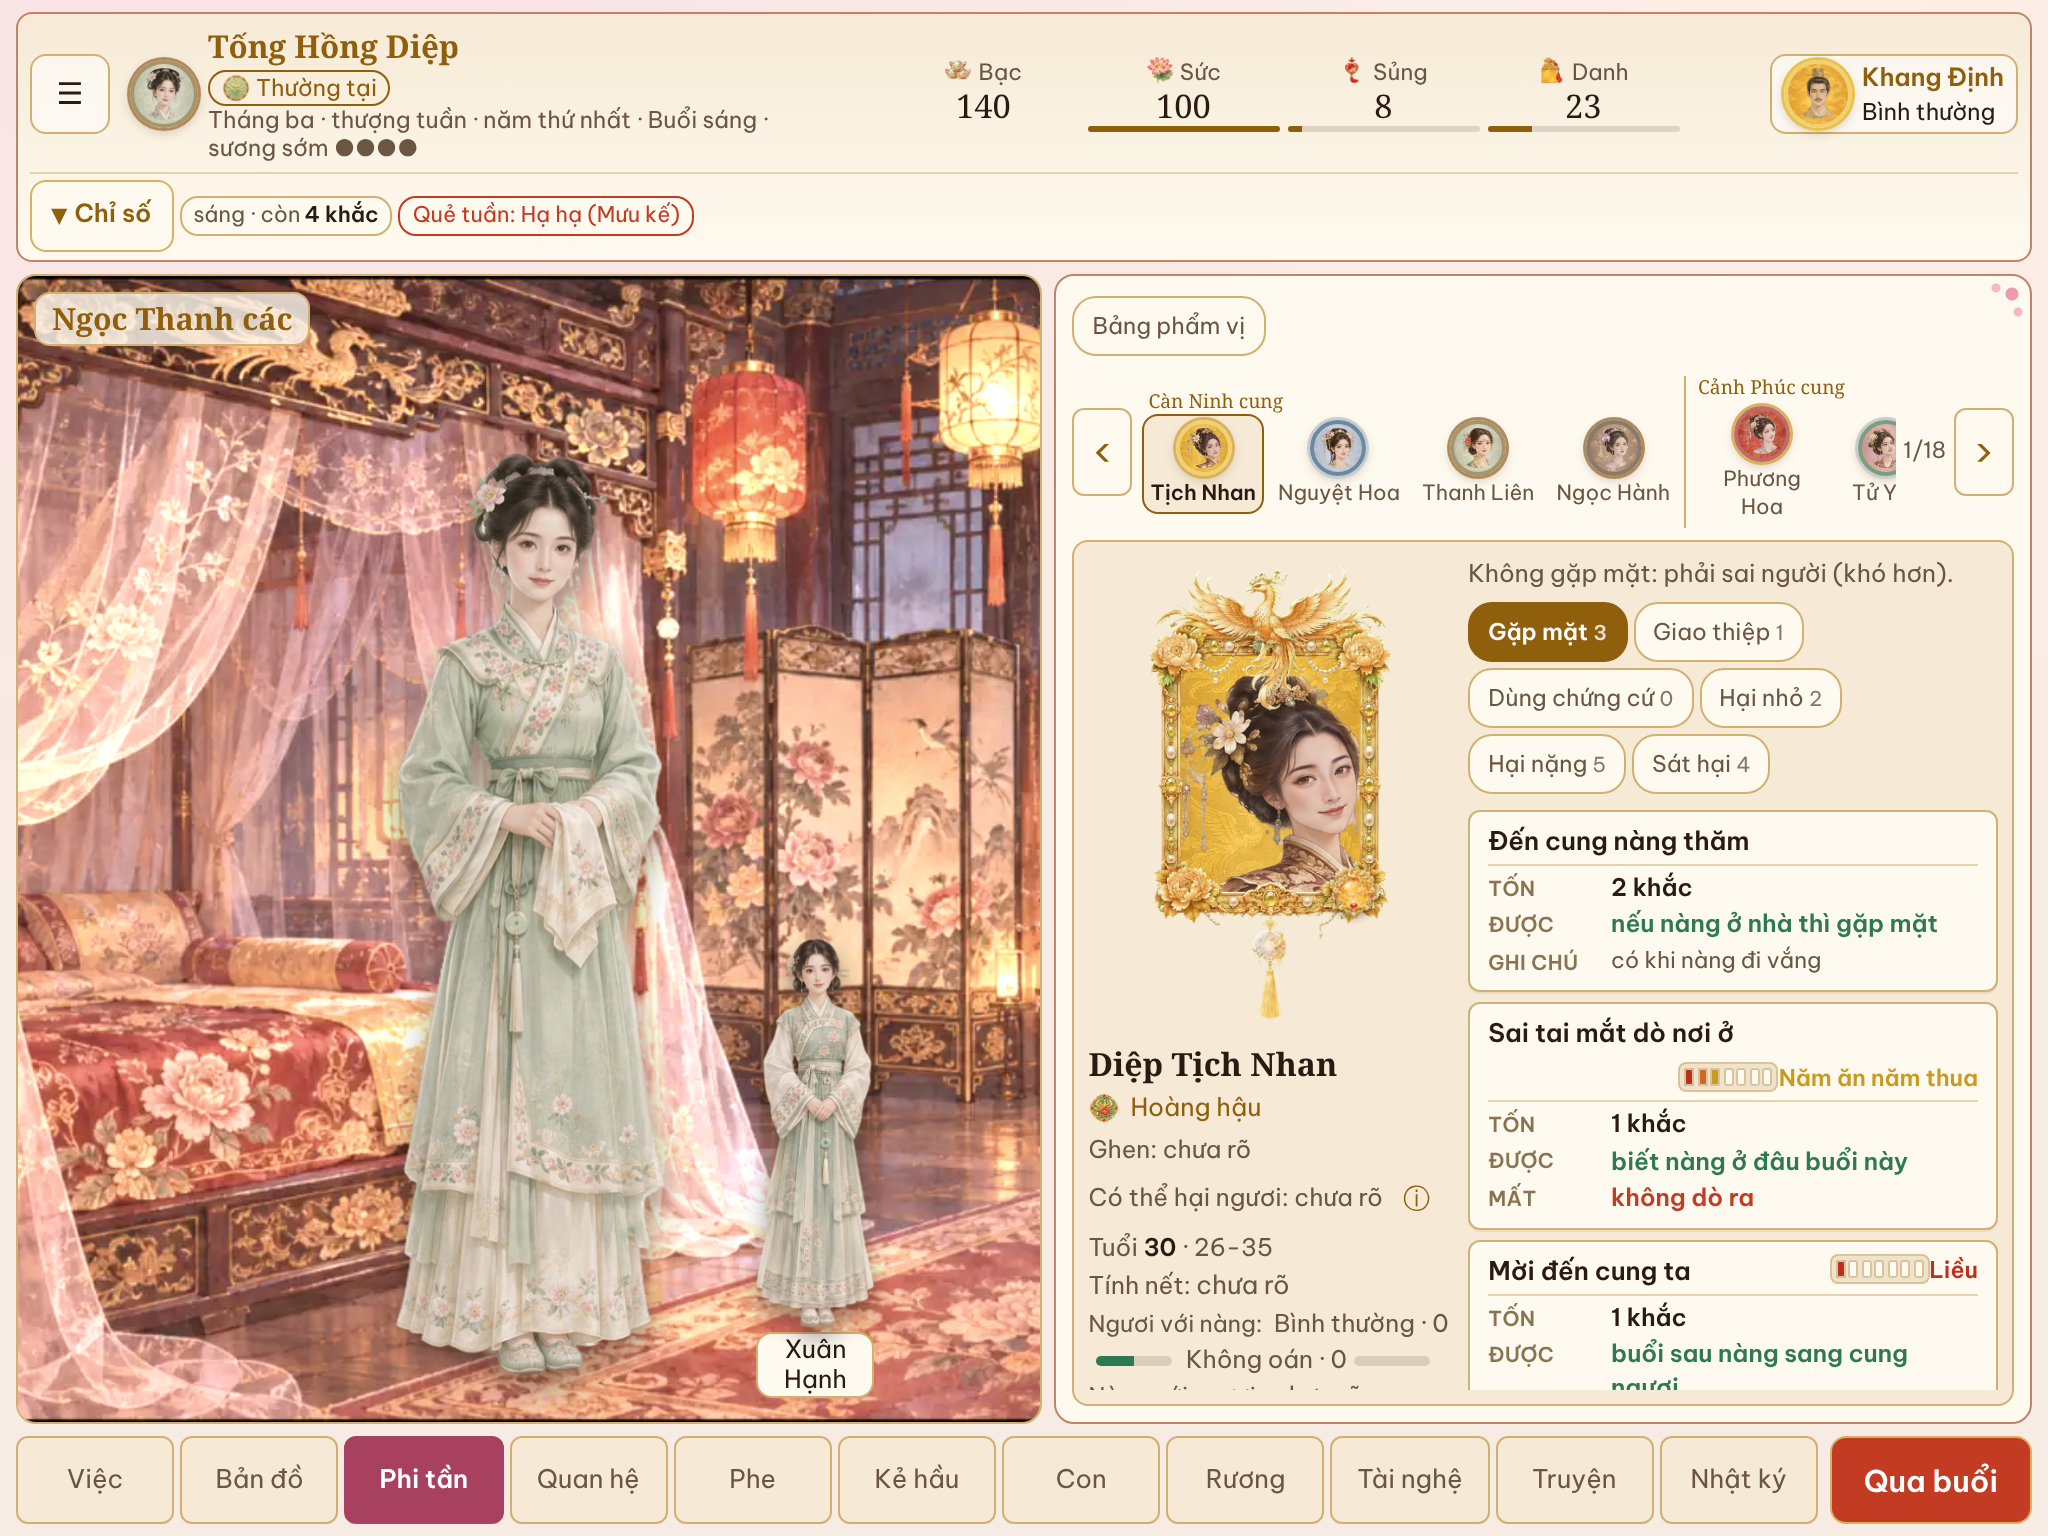 ☰
Tống Hồng Diệp
Thường tại
Tháng ba · thượng tuần · năm thứ nhất · Buổi sáng ·
sương sớm
Bạc
140
Sức
100
Sủng
8
Danh
23
Khang Định
Bình thường
▼ Chỉ số
sáng · còn 4 khắc
Quẻ tuần: Hạ hạ (Mưu kế)
Ngọc Thanh các
Xuân
Hạnh
Bảng phẩm vị
Càn Ninh cung
Cảnh Phúc cung
Tịch Nhan
Nguyệt Hoa
Thanh Liên
Ngọc Hành
Phương
Hoa
Tử Y
1/18
Diệp Tịch Nhan
Hoàng hậu
Ghen: chưa rõ
Có thể hại ngươi: chưa rõ ⓘ
Tuổi 30 · 26-35
Tính nết: chưa rõ
Ngươi với nàng: Bình thường · 0
Không oán · 0
Không gặp mặt: phải sai người (khó hơn).
Gặp mặt 3
Giao thiệp 1
Dùng chứng cứ 0
Hại nhỏ 2
Hại nặng 5
Sát hại 4
Đến cung nàng thăm
TỐN 2 khắc
ĐƯỢC nếu nàng ở nhà thì gặp mặt
GHI CHÚ có khi nàng đi vắng
Sai tai mắt dò nơi ở
Năm ăn năm thua
TỐN 1 khắc
ĐƯỢC biết nàng ở đâu buổi này
MẤT không dò ra
Mời đến cung ta Liều
TỐN 1 khắc
ĐƯỢC buổi sau nàng sang cung
ngươi
Việc
Bản đồ
Phi tần
Quan hệ
Phe
Kẻ hầu
Con
Rương
Tài nghệ
Truyện
Nhật ký
Qua buổi